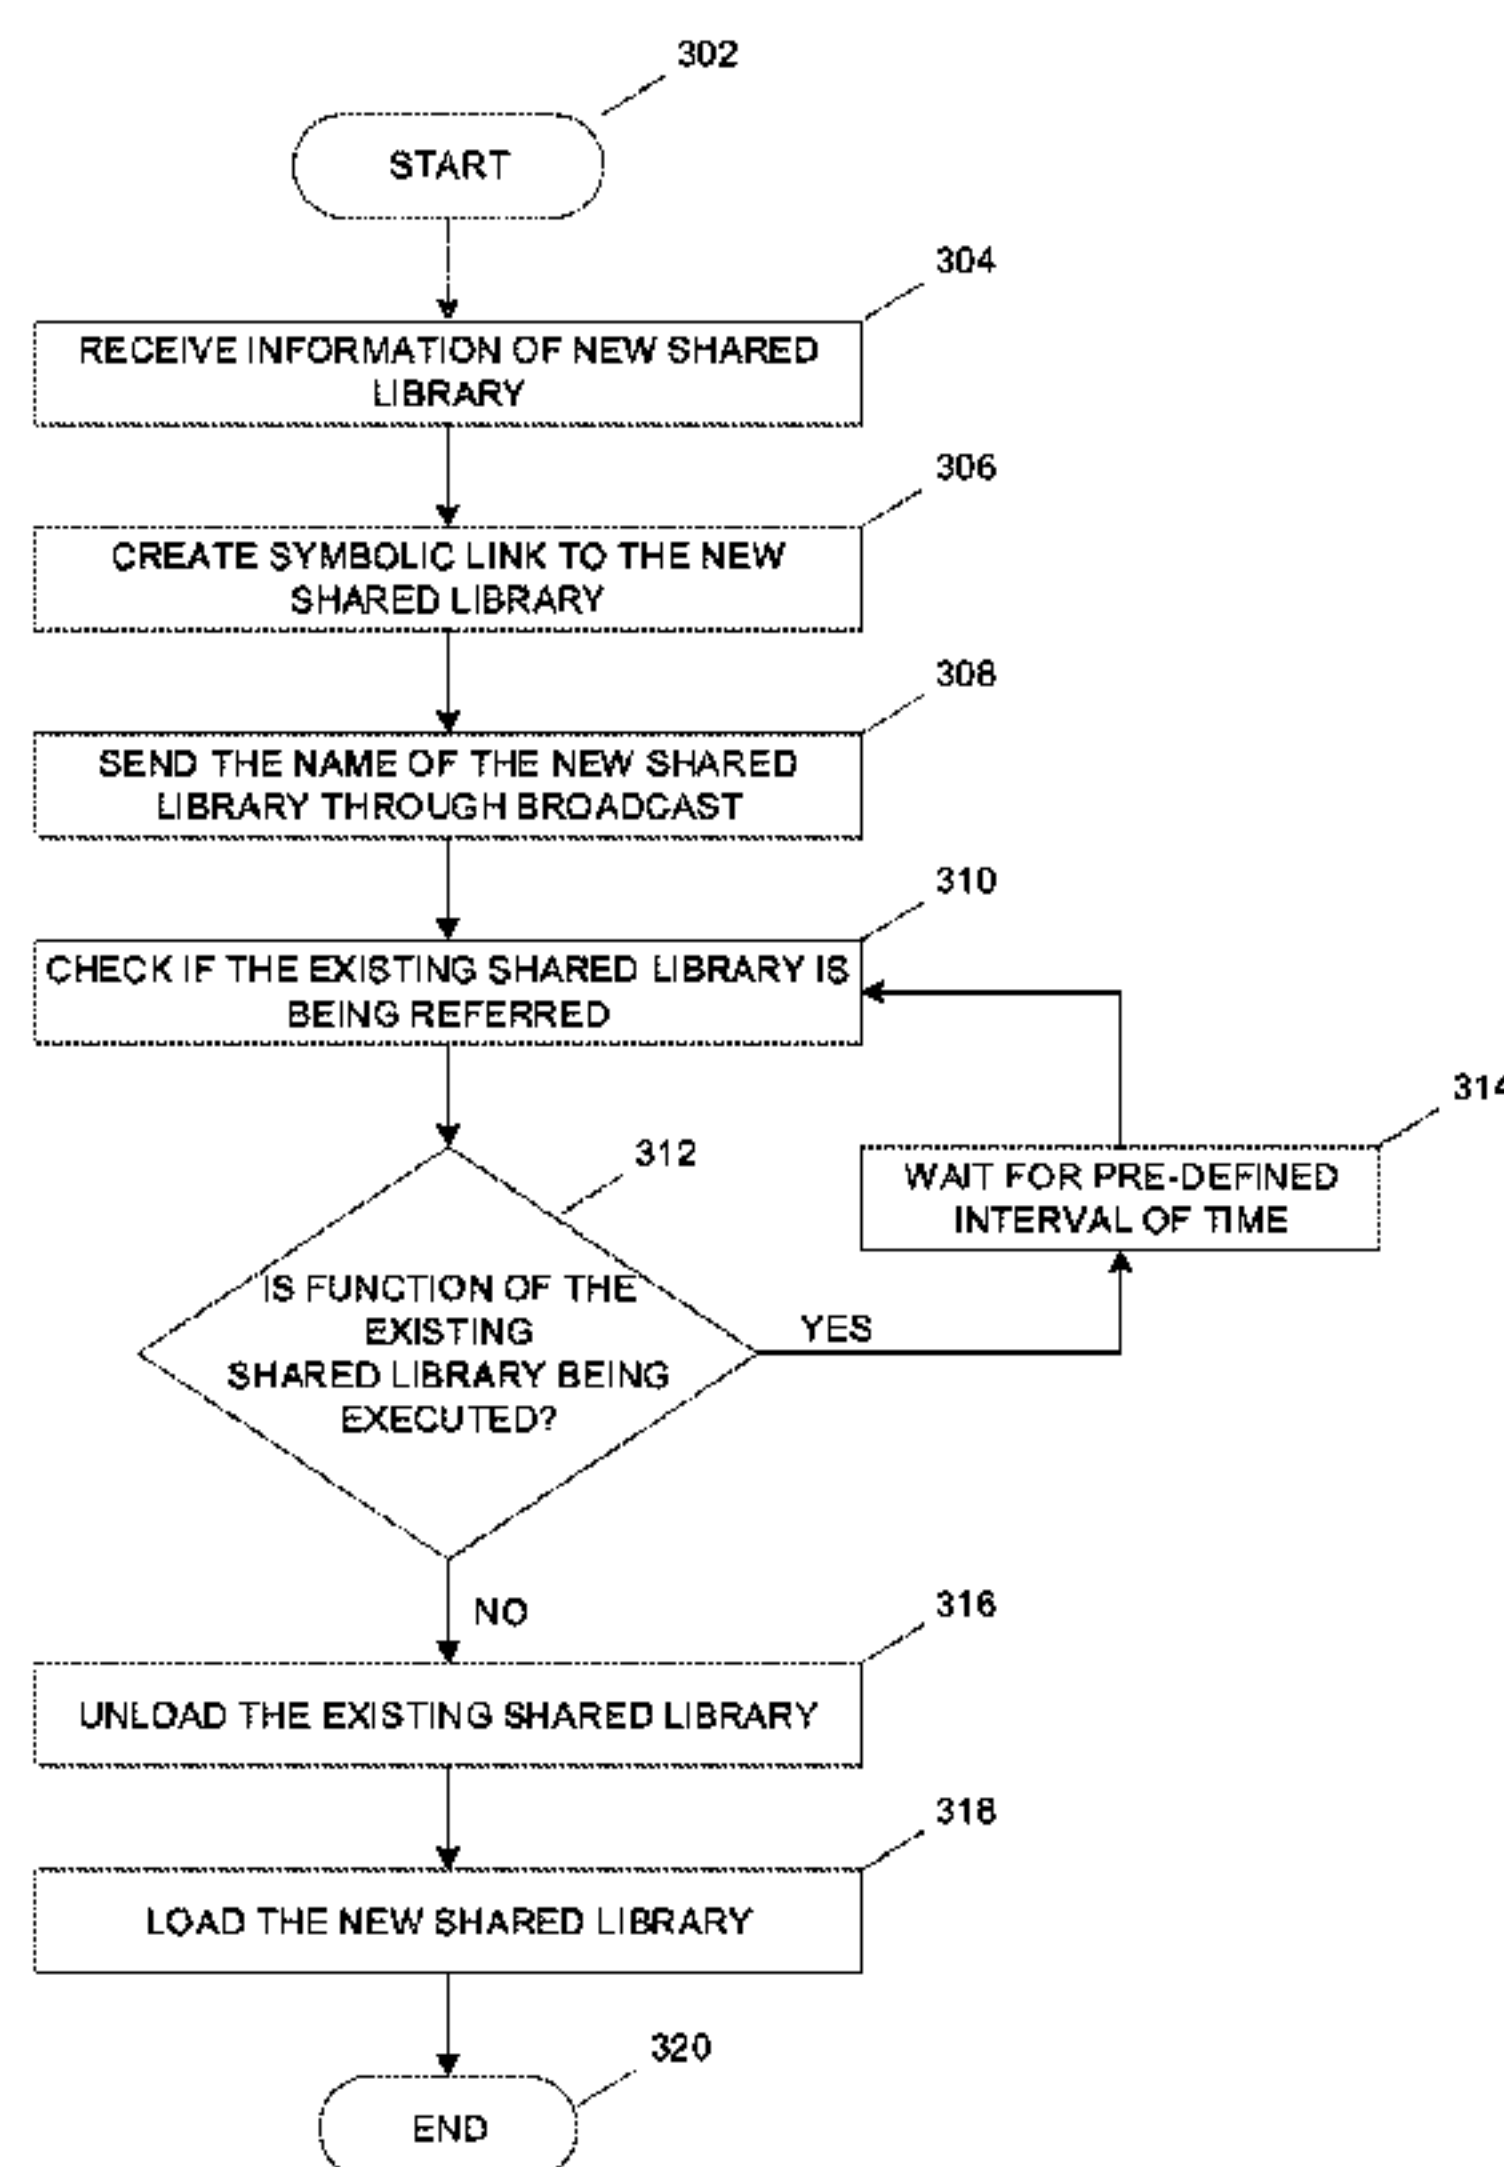 302
START
304
RECEIVE INFORMATION OF NEW SHARED
LIBRARY
306
CREATE SYMBOLIC LINK TO THE NEW
SHARED LIBRARY
308
SEND THE NAME OF THE NEW SHARED
LIBRARY THROUGH BROADCAST
310
CHECK IF THE EXISTING SHARED LIBRARY IS
BEING REFERRED
314
WAIT FOR PRE-DEFINED
INTERVAL OF TIME
312
IS FUNCTION OF THE
EXISTING
SHARED LIBRARY BEING
EXECUTED?
YES
NO
316
UNLOAD THE EXISTING SHARED LIBRARY
318
LOAD THE NEW SHARED LIBRARY
320
END